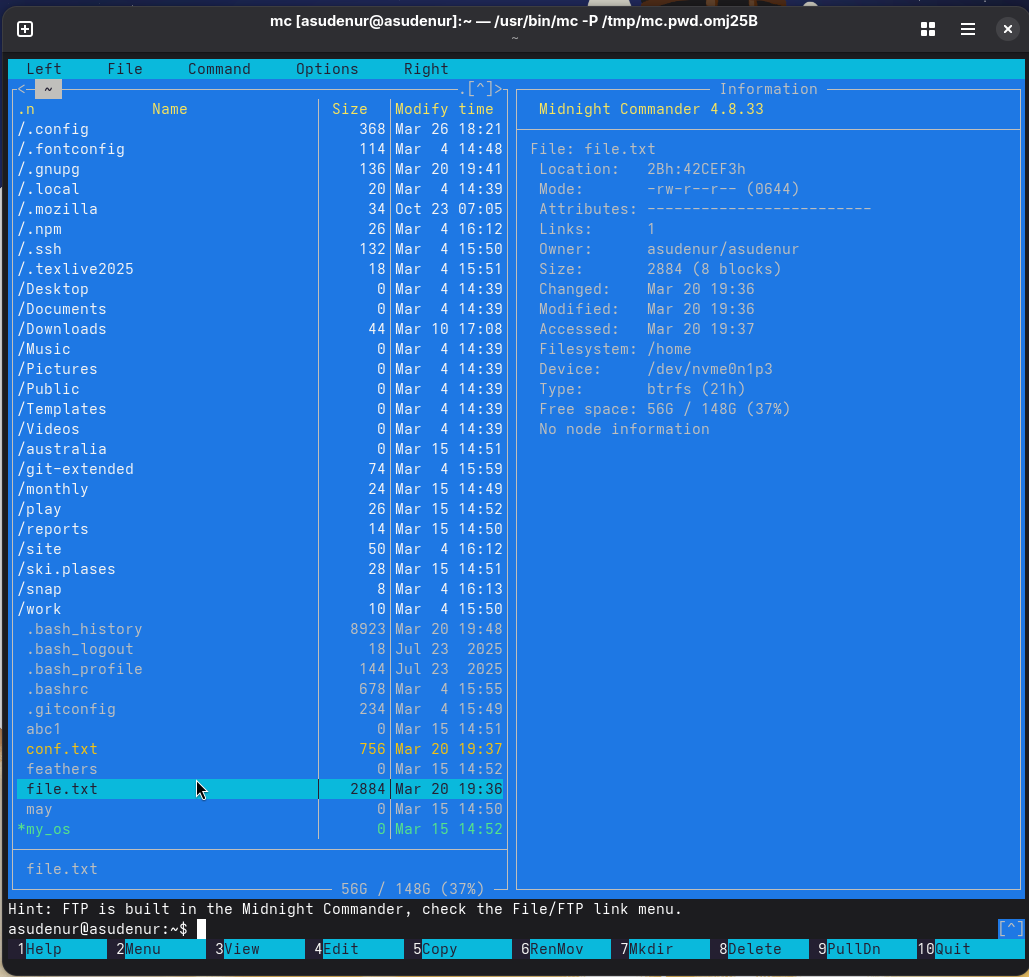 mc [asudenur@asudenur]:~ — /usr/bin/mc -P /tmp/mc.pwd.omj25B
~
Left File Command Options Right
<─ ~ .[^]>
.n Name Size Modify time
/.config 368 Mar 26 18:21
/.fontconfig 114 Mar 4 14:48
/.gnupg 136 Mar 20 19:41
/.local 20 Mar 4 14:39
/.mozilla 34 Oct 23 07:05
/.npm 26 Mar 4 16:12
/.ssh 132 Mar 4 15:50
/.texlive2025 18 Mar 4 15:51
/Desktop 0 Mar 4 14:39
/Documents 0 Mar 4 14:39
/Downloads 44 Mar 10 17:08
/Music 0 Mar 4 14:39
/Pictures 0 Mar 4 14:39
/Public 0 Mar 4 14:39
/Templates 0 Mar 4 14:39
/Videos 0 Mar 4 14:39
/australia 0 Mar 15 14:51
/git-extended 74 Mar 4 15:59
/monthly 24 Mar 15 14:49
/play 26 Mar 15 14:52
/reports 14 Mar 15 14:50
/site 50 Mar 4 16:12
/ski.plases 28 Mar 15 14:51
/snap 8 Mar 4 16:13
/work 10 Mar 4 15:50
.bash_history 8923 Mar 20 19:48
.bash_logout 18 Jul 23 2025
.bash_profile 144 Jul 23 2025
.bashrc 678 Mar 4 15:55
.gitconfig 234 Mar 4 15:49
abc1 0 Mar 15 14:51
conf.txt 756 Mar 20 19:37
feathers 0 Mar 15 14:52
file.txt 2884 Mar 20 19:36
may 0 Mar 15 14:50
*my_os 0 Mar 15 14:52
file.txt
56G / 148G (37%)
Information
Midnight Commander 4.8.33
File: file.txt
Location: 2Bh:42CEF3h
Mode: -rw-r--r-- (0644)
Attributes: -------------------------
Links: 1
Owner: asudenur/asudenur
Size: 2884 (8 blocks)
Changed: Mar 20 19:36
Modified: Mar 20 19:36
Accessed: Mar 20 19:37
Filesystem: /home
Device: /dev/nvme0n1p3
Type: btrfs (21h)
Free space: 56G / 148G (37%)
No node information
Hint: FTP is built in the Midnight Commander, check the File/FTP link menu.
asudenur@asudenur:~$ [^]
1Help 2Menu 3View 4Edit 5Copy 6RenMov 7Mkdir 8Delete 9PullDn 10Quit